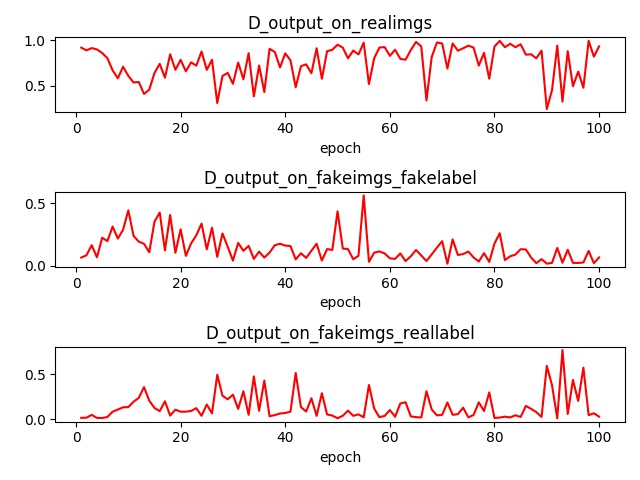 D_output_on_realimgs
1.0
0.5
0 20 40 60 80 100
epoch
D_output_on_fakeimgs_fakelabel
0.5
0.0
0 20 40 60 80 100
epoch
D_output_on_fakeimgs_reallabel
0.5
0.0
0 20 40 60 80 100
epoch